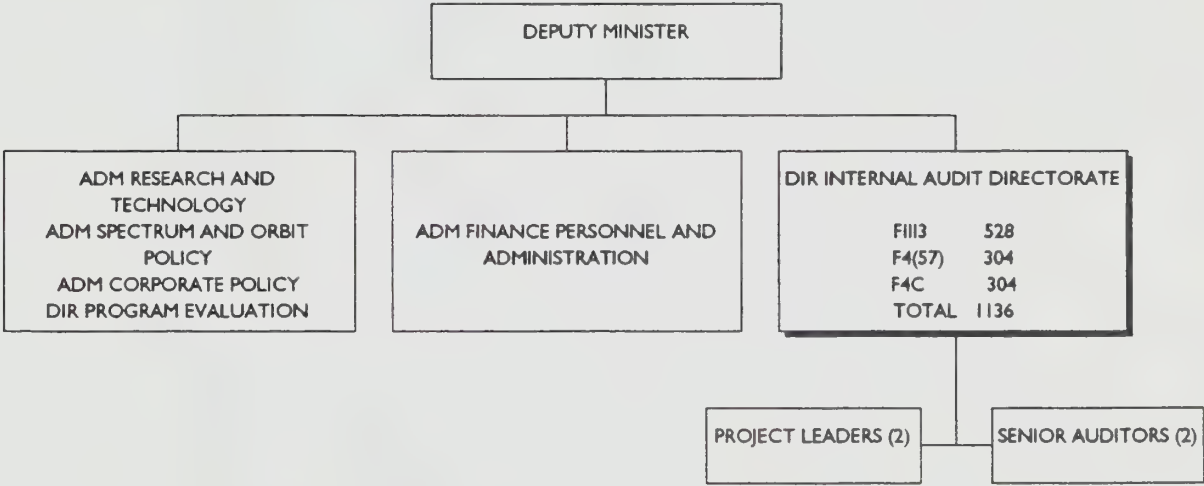 DEPUTY MINISTER
ADM RESEARCH AND
TECHNOLOGY
ADM SPECTRUM AND ORBIT
POLICY
ADM CORPORATE POLICY
DIR PROGRAM EVALUATION
ADM FINANCE PERSONNEL AND
ADMINISTRATION
DIR INTERNAL AUDIT DIRECTORATE
FIII3 528
F4(57) 304
F4C 304
TOTAL 1136
PROJECT LEADERS (2)
SENIOR AUDITORS (2)